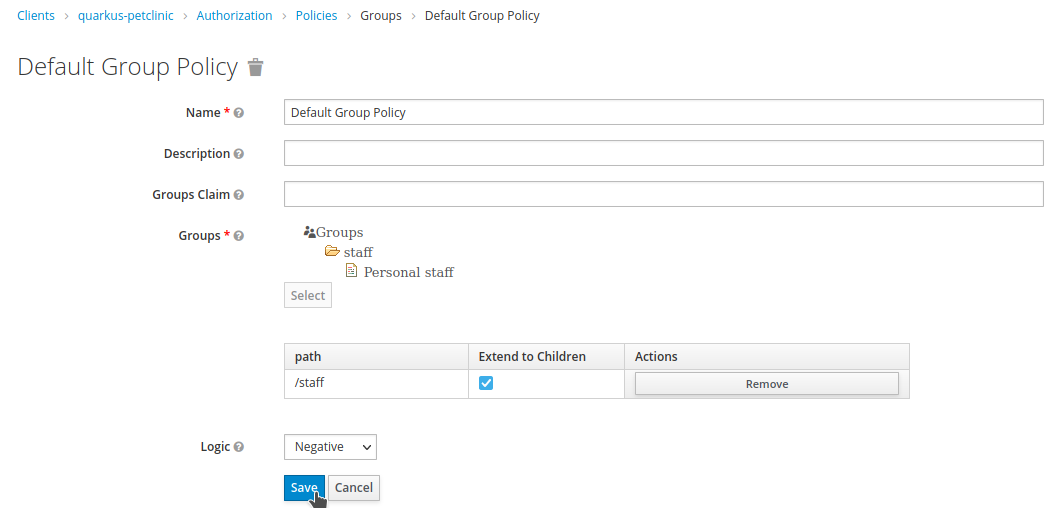 Clients › quarkus-petclinic › Authorization › Policies › Groups › Default Group Policy
Default Group Policy
Name * Default Group Policy
Description
Groups Claim
Groups * Groups
staff
Personal staff
Select
path Extend to Children Actions
/staff Remove
Logic Negative
Save Cancel